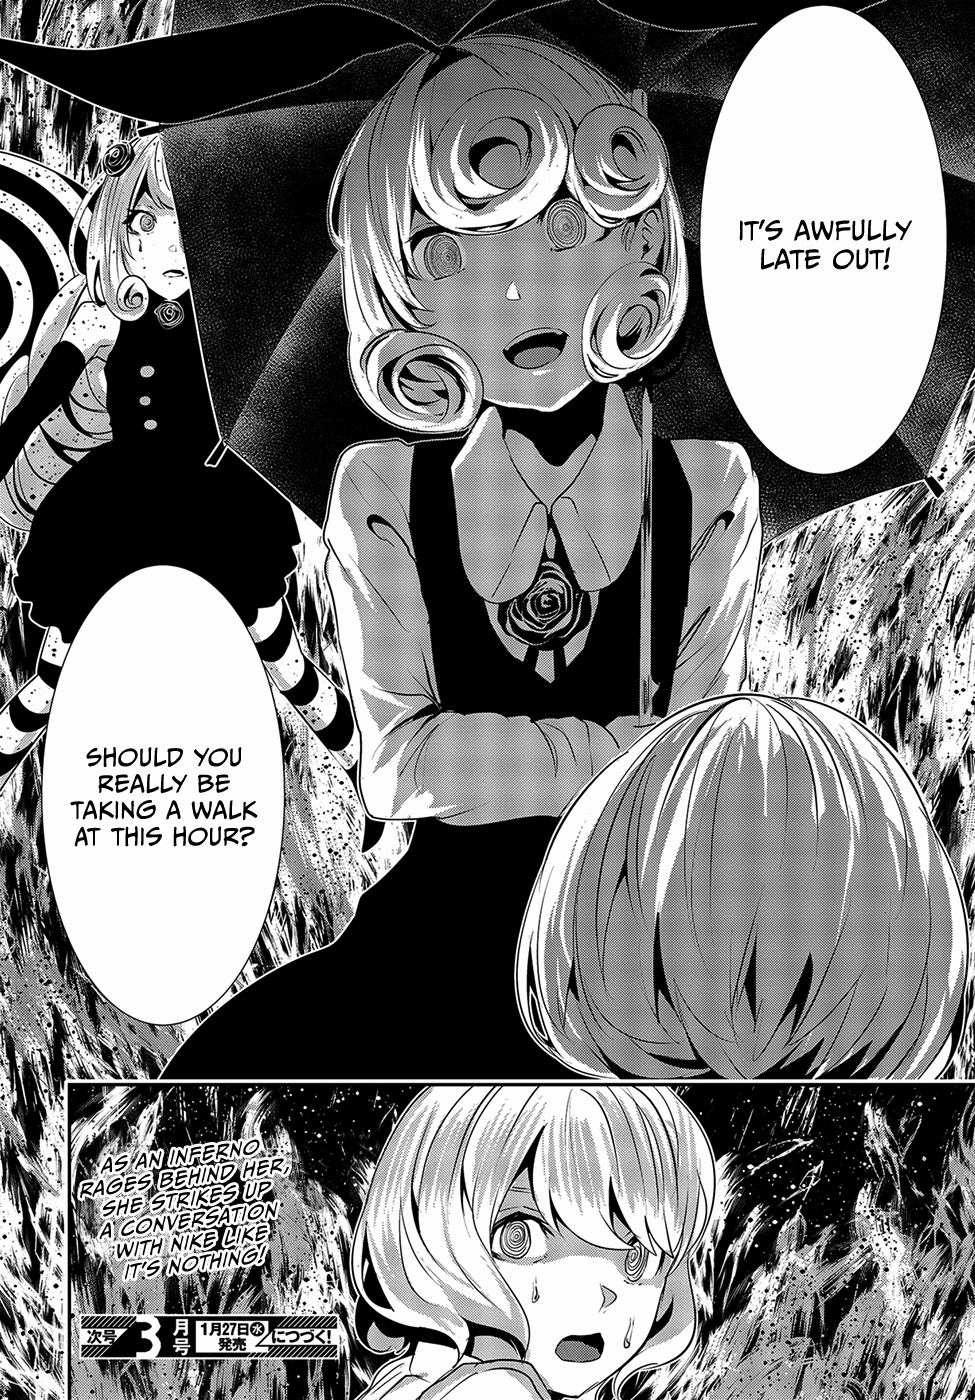 IT'S AWFULLY
LATE OUT!
SHOULD YOU
REALLY BE
TAKING A WALK
AT THIS HOUR?
AS AN INFERNO
RAGES BEHIND HER,
SHE STRIKES UP
A CONVERSATION
WITH NIKE LIKE
IT'S NOTHING!
次号3月号1月27日㊌発売につづく!